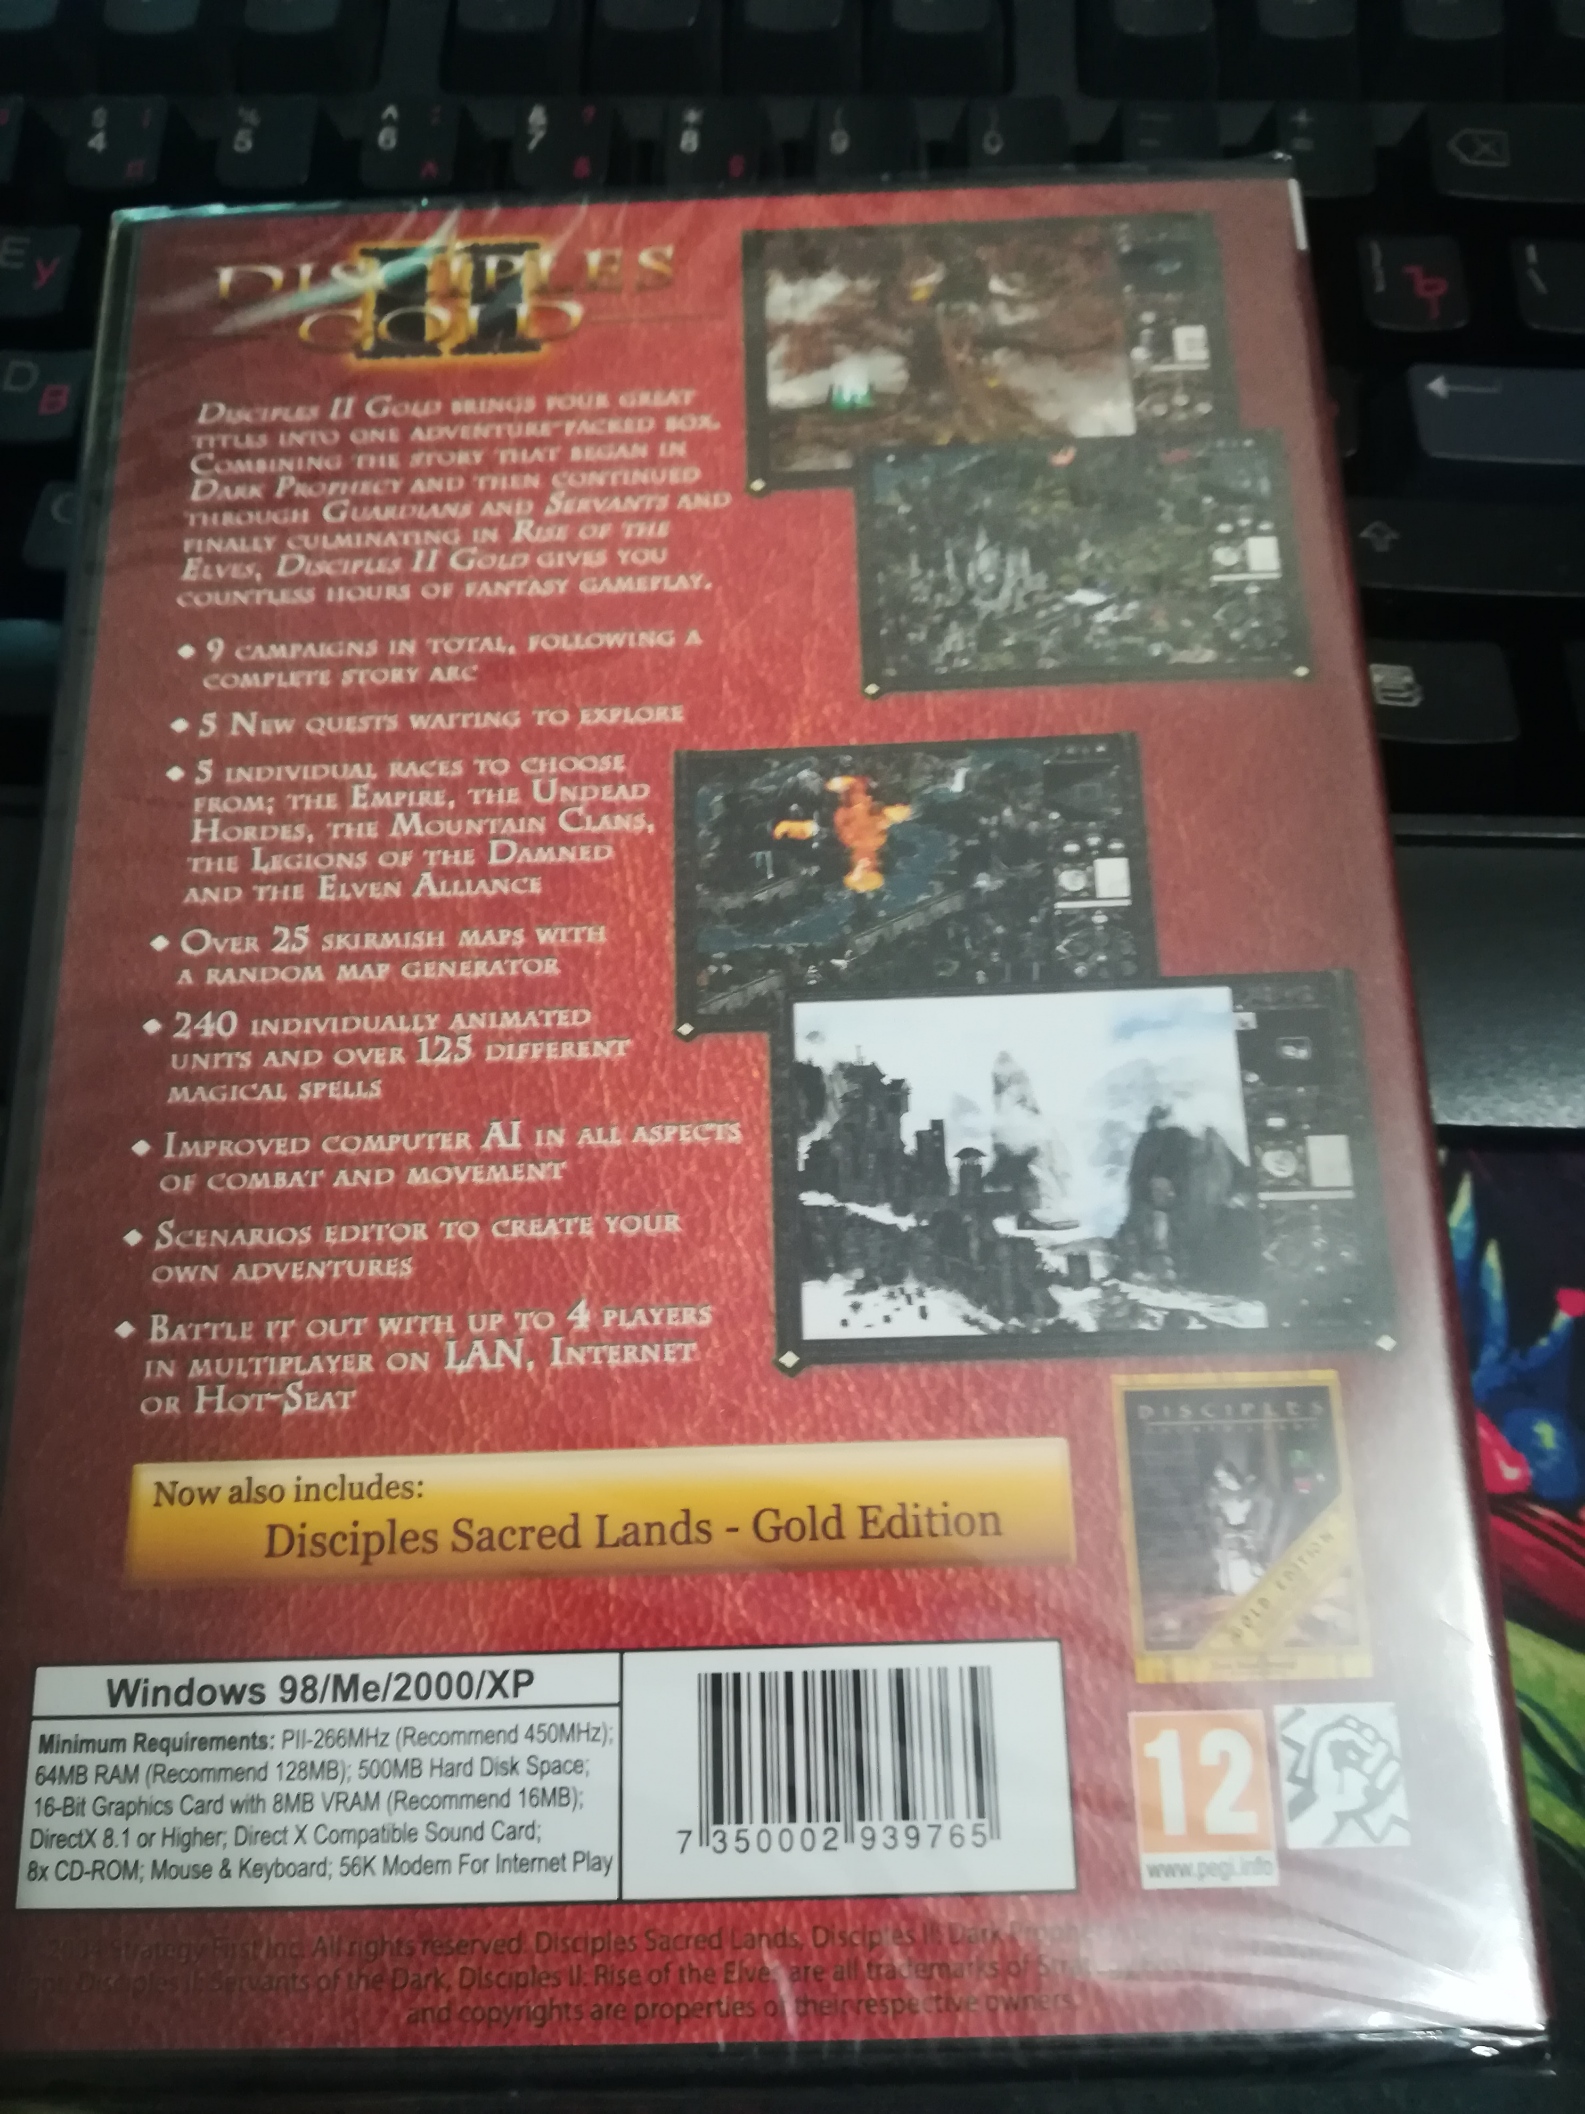 DISCIPLES II
GOLD
DISCIPLES II GOLD BRINGS FOUR GREAT
TITLES INTO ONE ADVENTURE-PACKED BOX.
COMBINING THE STORY THAT BEGAN IN
DARK PROPHECY AND THEN CONTINUED
THROUGH GUARDIANS AND SERVANTS AND
FINALLY CULMINATING IN RISE OF THE
ELVES, DISCIPLES II GOLD GIVES YOU
COUNTLESS HOURS OF FANTASY GAMEPLAY.
9 CAMPAIGNS IN TOTAL, FOLLOWING A
COMPLETE STORY ARC
5 NEW QUESTS WAITING TO EXPLORE
5 INDIVIDUAL RACES TO CHOOSE
FROM; THE EMPIRE, THE UNDEAD
HORDES, THE MOUNTAIN CLANS,
THE LEGIONS OF THE DAMNED
AND THE ELVEN ALLIANCE
OVER 25 SKIRMISH MAPS WITH
A RANDOM MAP GENERATOR
240 INDIVIDUALLY ANIMATED
UNITS AND OVER 125 DIFFERENT
MAGICAL SPELLS
IMPROVED COMPUTER AI IN ALL ASPECTS
OF COMBAT AND MOVEMENT
SCENARIOS EDITOR TO CREATE YOUR
OWN ADVENTURES
BATTLE IT OUT WITH UP TO 4 PLAYERS
IN MULTIPLAYER ON LAN, INTERNET
OR HOT-SEAT
Now also includes:
Disciples Sacred Lands - Gold Edition
DISCIPLES
GOLD EDITION
Windows 98/Me/2000/XP
Minimum Requirements: PII-266MHz (Recommend 450MHz);
64MB RAM (Recommend 128MB); 500MB Hard Disk Space;
16-Bit Graphics Card with 8MB VRAM (Recommend 16MB);
DirectX 8.1 or Higher; Direct X Compatible Sound Card;
8x CD-ROM; Mouse & Keyboard; 56K Modem For Internet Play
7 350002 939765
12
www.pegi.info
Strategy First Inc. All rights reserved. Disciples Sacred Lands, Disciples II: Dark
Disciples II: Servants of the Dark, Disciples II: Rise of the Elves are all trademarks of
and copyrights are properties of their respective owners.